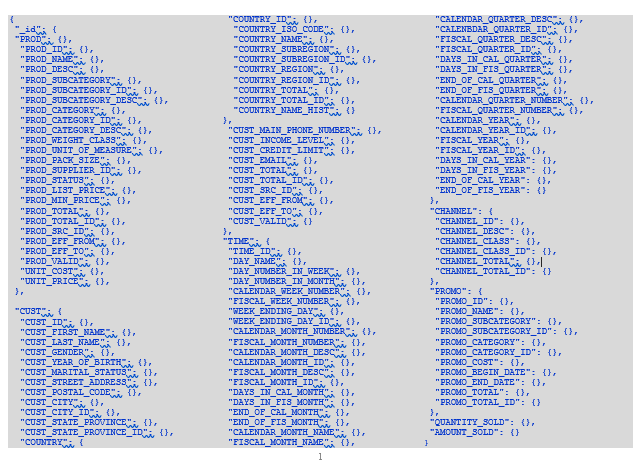 {
"_id": {
"PROD": {},
"PROD_ID": {},
"PROD_NAME": {},
"PROD_DESC": {},
"PROD_SUBCATEGORY": {},
"PROD_SUBCATEGORY_ID": {},
"PROD_SUBCATEGORY_DESC": {},
"PROD_CATEGORY": {},
"PROD_CATEGORY_ID": {},
"PROD_CATEGORY_DESC": {},
"PROD_WEIGHT_CLASS": {},
"PROD_UNIT_OF_MEASURE": {},
"PROD_PACK_SIZE": {},
"PROD_SUPPLIER_ID": {},
"PROD_STATUS": {},
"PROD_LIST_PRICE": {},
"PROD_MIN_PRICE": {},
"PROD_TOTAL": {},
"PROD_TOTAL_ID": {},
"PROD_SRC_ID": {},
"PROD_EFF_FROM": {},
"PROD_EFF_TO": {},
"PROD_VALID": {},
"UNIT_COST": {},
"UNIT_PRICE": {},
},
"CUST": {
"CUST_ID": {},
"CUST_FIRST_NAME": {},
"CUST_LAST_NAME": {},
"CUST_GENDER": {},
"CUST_YEAR_OF_BIRTH": {},
"CUST_MARITAL_STATUS": {},
"CUST_STREET_ADDRESS": {},
"CUST_POSTAL_CODE": {},
"CUST_CITY": {},
"CUST_CITY_ID": {},
"CUST_STATE_PROVINCE": {},
"CUST_STATE_PROVINCE_ID": {},
"COUNTRY": {
"COUNTRY_ID": {},
"COUNTRY_ISO_CODE": {},
"COUNTRY_NAME": {},
"COUNTRY_SUBREGION": {},
"COUNTRY_SUBREGION_ID": {},
"COUNTRY_REGION": {},
"COUNTRY_REGION_ID": {},
"COUNTRY_TOTAL": {},
"COUNTRY_TOTAL_ID": {},
"COUNTRY_NAME_HIST": {}
},
"CUST_MAIN_PHONE_NUMBER": {},
"CUST_INCOME_LEVEL": {},
"CUST_CREDIT_LIMIT": {},
"CUST_EMAIL": {},
"CUST_TOTAL": {},
"CUST_TOTAL_ID": {},
"CUST_SRC_ID": {},
"CUST_EFF_FROM": {},
"CUST_EFF_TO": {},
"CUST_VALID": {}
},
"TIME": {
"TIME_ID": {},
"DAY_NAME": {},
"DAY_NUMBER_IN_WEEK": {},
"DAY_NUMBER_IN_MONTH": {},
"CALENDAR_WEEK_NUMBER": {},
"FISCAL_WEEK_NUMBER": {},
"WEEK_ENDING_DAY": {},
"WEEK_ENDING_DAY_ID": {},
"CALENDAR_MONTH_NUMBER": {},
"FISCAL_MONTH_NUMBER": {},
"CALENDAR_MONTH_DESC": {},
"CALENDAR_MONTH_ID": {},
"FISCAL_MONTH_DESC": {},
"FISCAL_MONTH_ID": {},
"DAYS_IN_CAL_MONTH": {},
"DAYS_IN_FIS_MONTH": {},
"END_OF_CAL_MONTH": {},
"END_OF_FIS_MONTH": {},
"CALENDAR_MONTH_NAME": {},
"FISCAL_MONTH_NAME": {},
"CALENDAR_QUARTER_DESC": {},
"CALENBDAR_QUARTER_ID": {},
"FISCAL_QUARTER_DESC": {},
"FISCAL_QUARTER_ID": {},
"DAYS_IN_CAL_QUARTER": {},
"DAYS_IN_FIS_QUARTER": {},
"END_OF_CAL_QUARTER": {},
"END_OF_FIS_QUARTER": {},
"CALENDAR_QUARTER_NUMBER": {},
"FISCAL_QUARTER_NUMBER": {},
"CALENDAR_YEAR": {},
"CALENDAR_YEAR_ID": {},
"FISCAL_YEAR": {},
"FISCAL_YEAR_ID": {},
"DAYS_IN_CAL_YEAR": {},
"DAYS_IN_FIS_YEAR": {},
"END_OF_CAL_YEAR": {},
"END_OF_FIS_YEAR": {}
},
"CHANNEL": {
"CHANNEL_ID": {},
"CHANNEL_DESC": {},
"CHANNEL_CLASS": {},
"CHANNEL_CLASS_ID": {},
"CHANNEL_TOTAL": {},
"CHANNEL_TOTAL_ID": {}
},
"PROMO": {
"PROMO_ID": {},
"PROMO_NAME": {},
"PROMO_SUBCATEGORY": {},
"PROMO_SUBCATEGORY_ID": {},
"PROMO_CATEGORY": {},
"PROMO_CATEGORY_ID": {},
"PROMO_COST": {},
"PROMO_BEGIN_DATE": {},
"PROMO_END_DATE": {},
"PROMO_TOTAL": {},
"PROMO_TOTAL_ID": {}
},
"QUANTITY_SOLD": {},
"AMOUNT_SOLD": {}
}
1